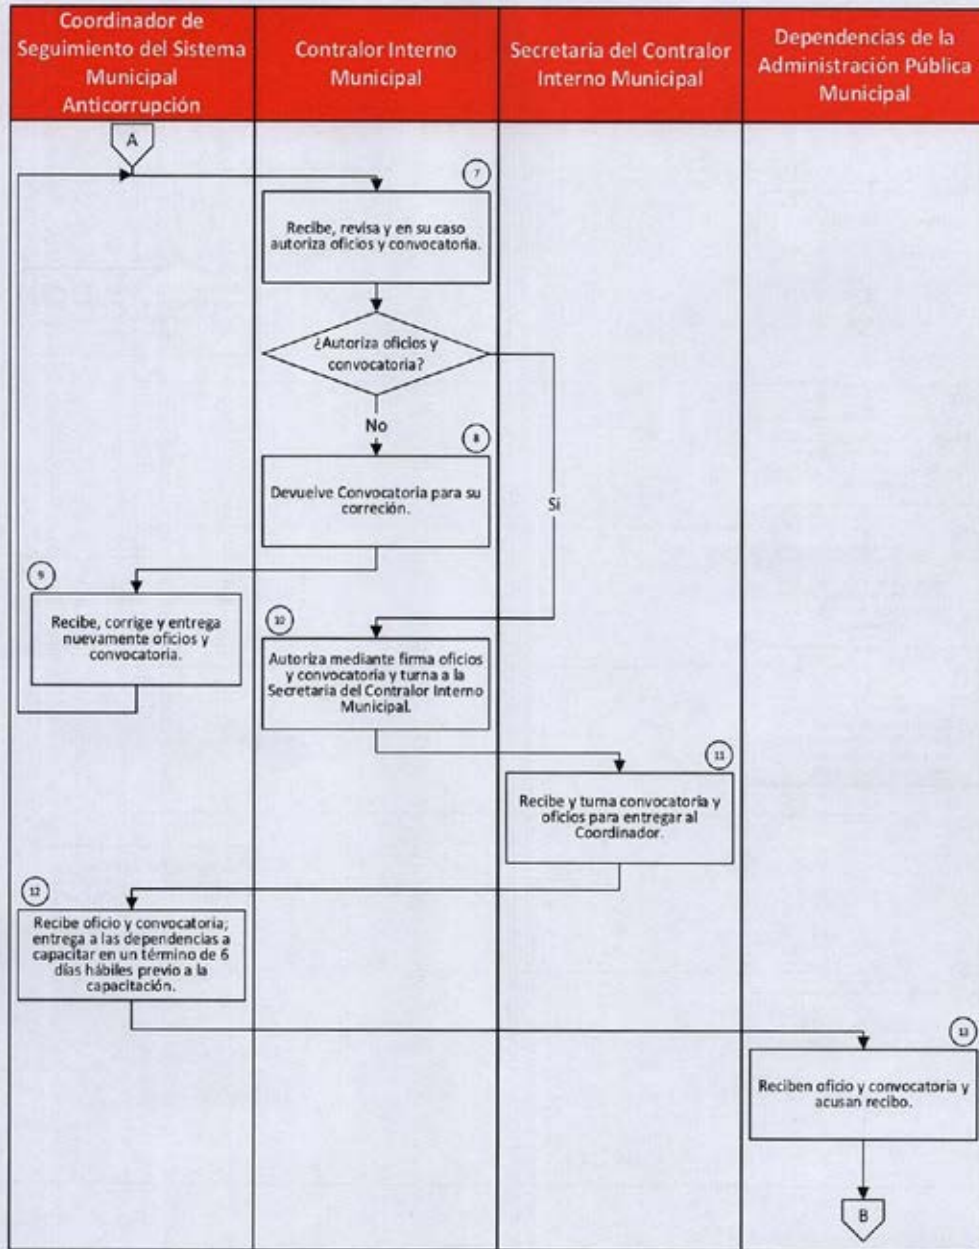 Coordinador de
Seguimiento del Sistema
Municipal
Anticorrupción
Contralor Interno
Municipal
Secretaria del Contralor
Interno Municipal
Dependencias de la
Administración Pública
Municipal
A
7
Recibe, revisa y en su caso
autoriza oficios y convocatoria.
¿Autoriza oficios y
convocatoria?
No
Si
8
Devuelve Convocatoria para su
correción.
9
Recibe, corrige y entrega
nuevamente oficios y
convocatoria.
10
Autoriza mediante firma oficios
y convocatoria y turna a la
Secretaria del Contralor Interno
Municipal.
11
Recibe y turna convocatoria y
oficios para entregar al
Coordinador.
12
Recibe oficio y convocatoria;
entrega a las dependencias a
capacitar en un término de 6
días hábiles previo a la
capacitación.
13
Reciben oficio y convocatoria y
acusan recibo.
B